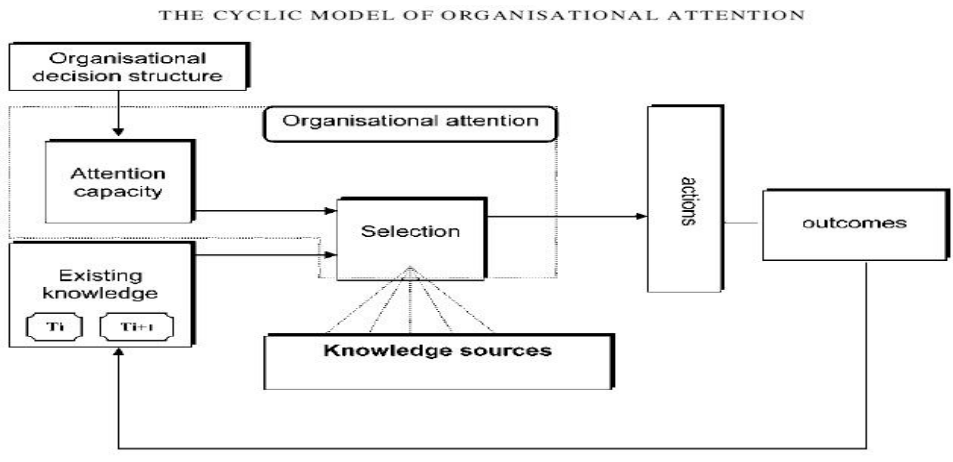 THE CYCLIC MODEL OF ORGANISATIONAL ATTENTION
Organisational
decision structure
Organisational attention
Attention
capacity
Selection
actions
outcomes
Existing
knowledge
Ti
Ti+1
Knowledge sources